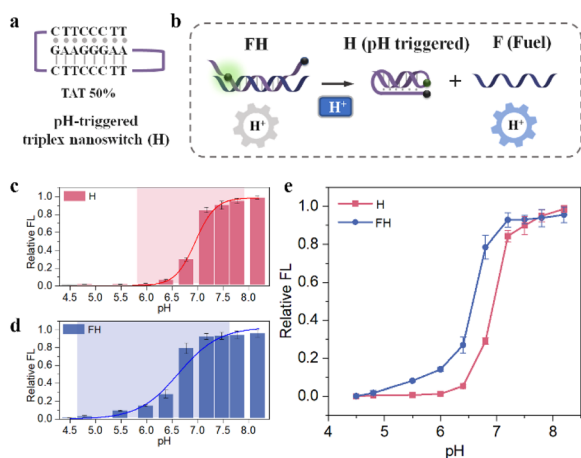 a
CTTCCCTT
GAAGGGAA
CTTCCCTT
TAT 50%
pH-triggered
triplex nanoswitch (H)
b
FH
H (pH triggered)
F (Fuel)
H+
+
H+
H+
c
H
Relative FL
1.0
0.8
0.6
0.4
0.2
0.0
4.5 5.0 5.5 6.0 6.5 7.0 7.5 8.0
pH
d
FH
Relative FL
1.0
0.8
0.6
0.4
0.2
0.0
4.5 5.0 5.5 6.0 6.5 7.0 7.5 8.0
pH
e
H
FH
Relative FL
1.0
0.8
0.6
0.4
0.2
0.0
4 5 6 7 8
pH